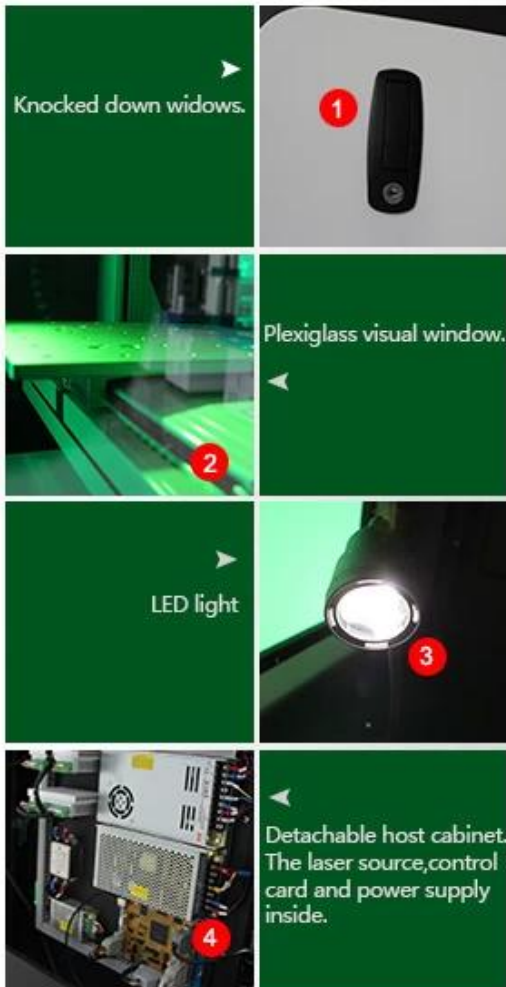 Knocked down widows.
1
2
Plexiglass visual window.
LED light
3
4
Detachable host cabinet.
The laser source,control
card and power supply
inside.